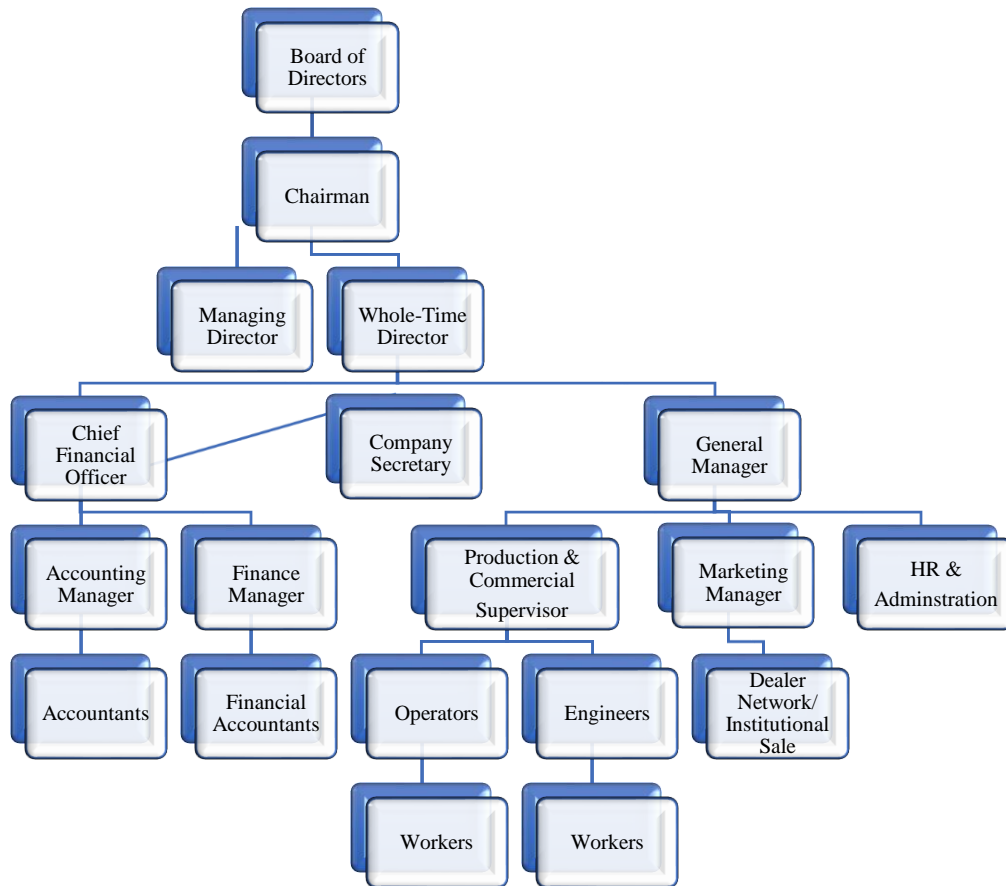 Board of
Directors
Chairman
Managing
Director
Whole-Time
Director
Chief
Financial
Officer
Company
Secretary
General
Manager
Accounting
Manager
Finance
Manager
Production &
Commercial
Supervisor
Marketing
Manager
HR &
Adminstration
Accountants
Financial
Accountants
Operators
Engineers
Dealer
Network/
Institutional
Sale
Workers
Workers